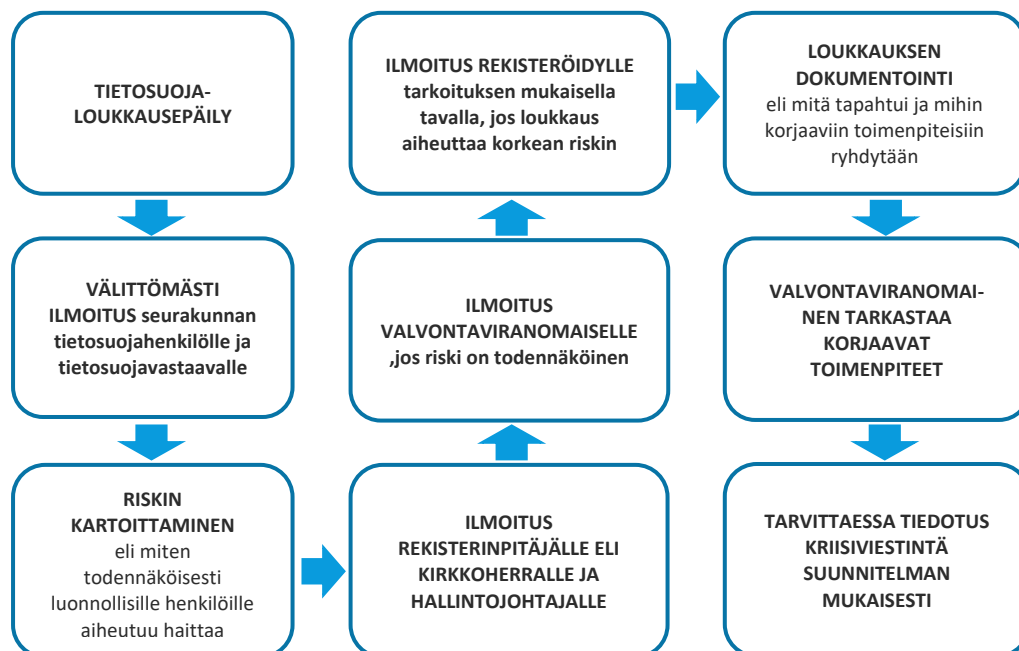 TIETOSUOJA-
LOUKKAUSEPÄILY
VÄLITTÖMÄSTI
ILMOITUS seurakunnan
tietosuojahenkilölle ja
tietosuojavastaavalle
RISKIN
KARTOITTAMINEN
eli miten
todennäköisesti
luonnollisille henkilöille
aiheutuu haittaa
ILMOITUS
REKISTERINPITÄJÄLLE ELI
KIRKKOHERRALLE JA
HALLINTOJOHTAJALLE
ILMOITUS
VALVONTAVIRANOMAISELLE
,jos riski on todennäköinen
ILMOITUS REKISTERÖIDYLLE
tarkoituksen mukaisella
tavalla, jos loukkaus
aiheuttaa korkean riskin
LOUKKAUKSEN
DOKUMENTOINTI
eli mitä tapahtui ja mihin
korjaaviin toimenpiteisiin
ryhdytään
VALVONTAVIRANOMAI-
NEN TARKASTAA
KORJAAVAT
TOIMENPITEET
TARVITTAESSA TIEDOTUS
KRIISIVIESTINTÄ
SUUNNITELMAN
MUKAISESTI